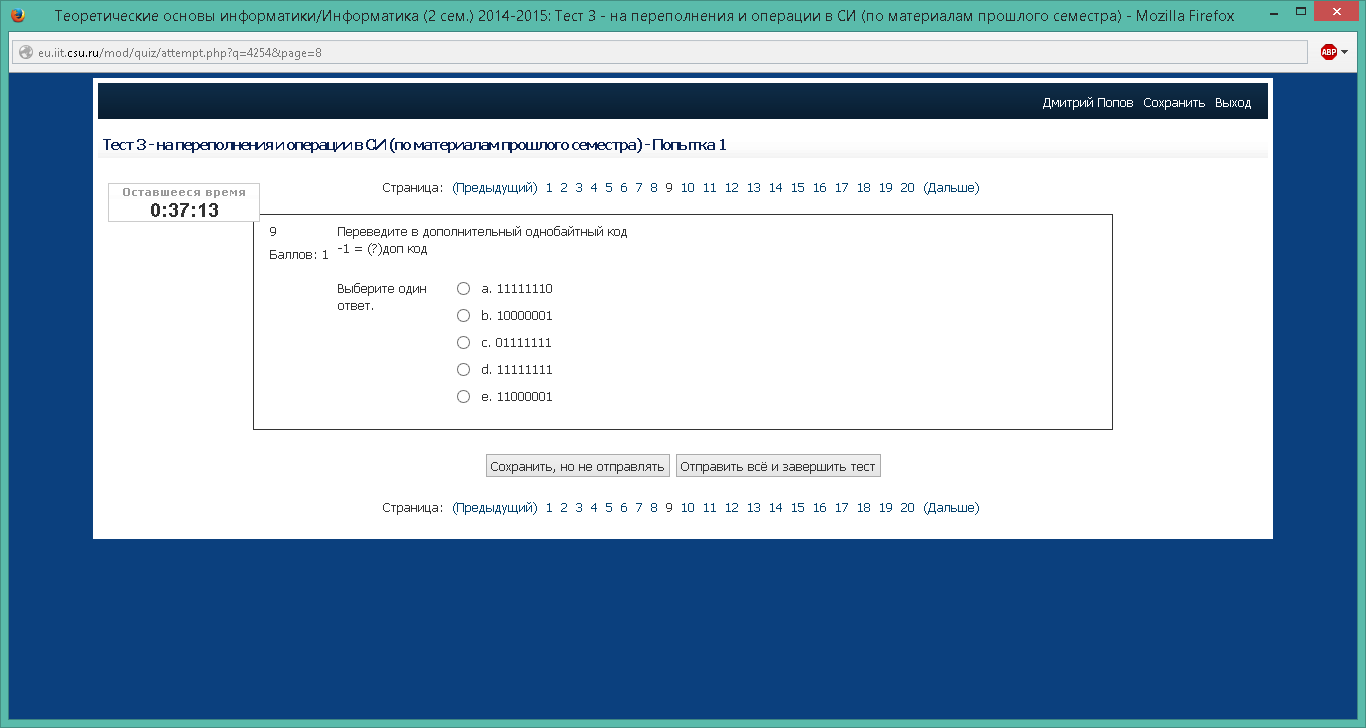 Теоретические основы информатики/Информатика (2 сем.) 2014-2015: Тест 3 - на переполнения и операции в СИ (по материалам прошлого семестра) - Mozilla Firefox
eu.iit.csu.ru/mod/quiz/attempt.php?q=4254&page=8
ABP
Дмитрий Попов Сохранить Выход
Тест 3 - на переполнения и операции в СИ (по материалам прошлого семестра) - Попытка 1
Оставшееся время
0:37:13
Страница: (Предыдущий) 1 2 3 4 5 6 7 8 9 10 11 12 13 14 15 16 17 18 19 20 (Дальше)
9
Баллов: 1
Переведите в дополнительный однобайтный код
-1 = (?)доп код
Выберите один
ответ.
a. 11111110
b. 10000001
c. 01111111
d. 11111111
e. 11000001
Сохранить, но не отправлять Отправить всё и завершить тест
Страница: (Предыдущий) 1 2 3 4 5 6 7 8 9 10 11 12 13 14 15 16 17 18 19 20 (Дальше)